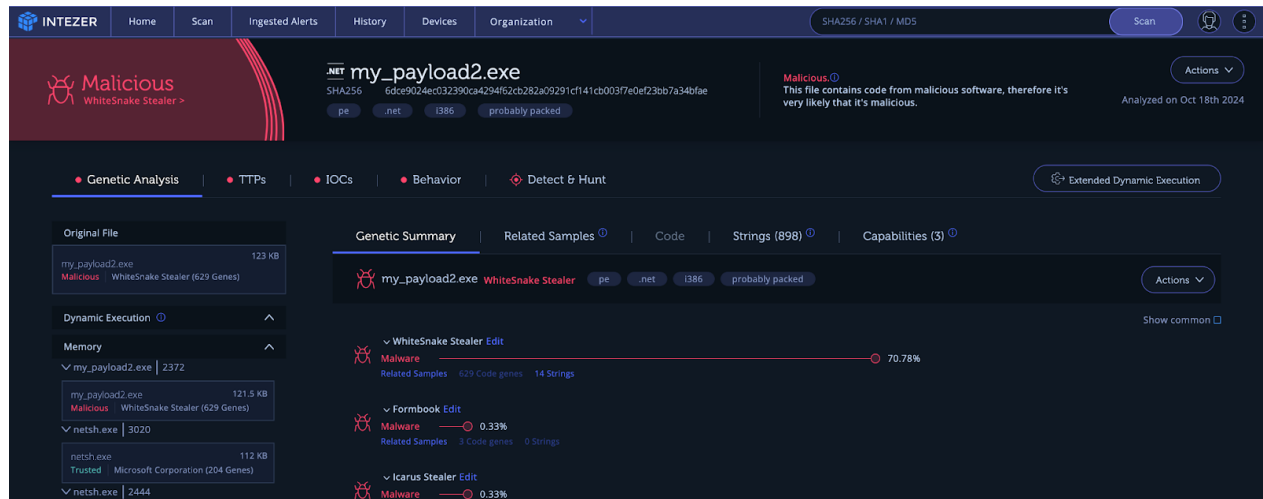 INTEZER Home Scan Ingested Alerts History Devices Organization SHA256 / SHA1 / MD5 Scan
Malicious
WhiteSnake Stealer >
.NET my_payload2.exe
SHA256 6dce9024ec032390ca4294f62cb282a09291cf141cb003f7e0ef23bb7a34bfae
pe .net i386 probably packed
Malicious.
This file contains code from malicious software, therefore it's
very likely that it's malicious.
Actions
Analyzed on Oct 18th 2024
Genetic Analysis TTPs IOCs Behavior Detect & Hunt Extended Dynamic Execution
Original File
my_payload2.exe 123 KB
Malicious WhiteSnake Stealer (629 Genes)
Dynamic Execution
Memory
my_payload2.exe 2372
my_payload2.exe 121.5 KB
Malicious WhiteSnake Stealer (629 Genes)
netsh.exe 3020
netsh.exe 112 KB
Trusted Microsoft Corporation (204 Genes)
netsh.exe 2444
Genetic Summary Related Samples Code Strings (898) Capabilities (3)
my_payload2.exe WhiteSnake Stealer pe .net i386 probably packed Actions
Show common
WhiteSnake Stealer Edit
Malware 70.78%
Related Samples 629 Code genes 14 Strings
Formbook Edit
Malware 0.33%
Related Samples 3 Code genes 0 Strings
Icarus Stealer Edit
Malware 0.33%